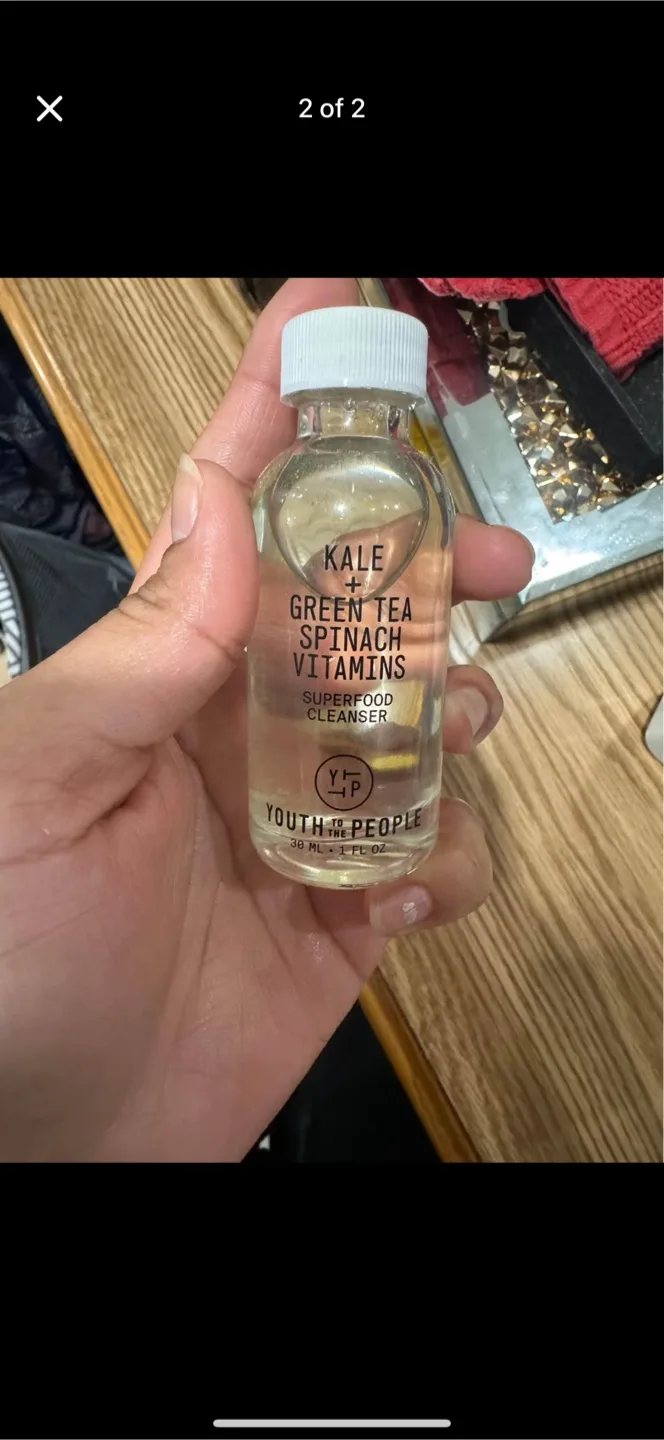 2 of 2
KALE
+
GREEN TEA
SPINACH
VITAMINS
SUPERFOOD
CLEANSER
YTTP
YOUTH TO THE PEOPLE
30 ML • 1 FL OZ